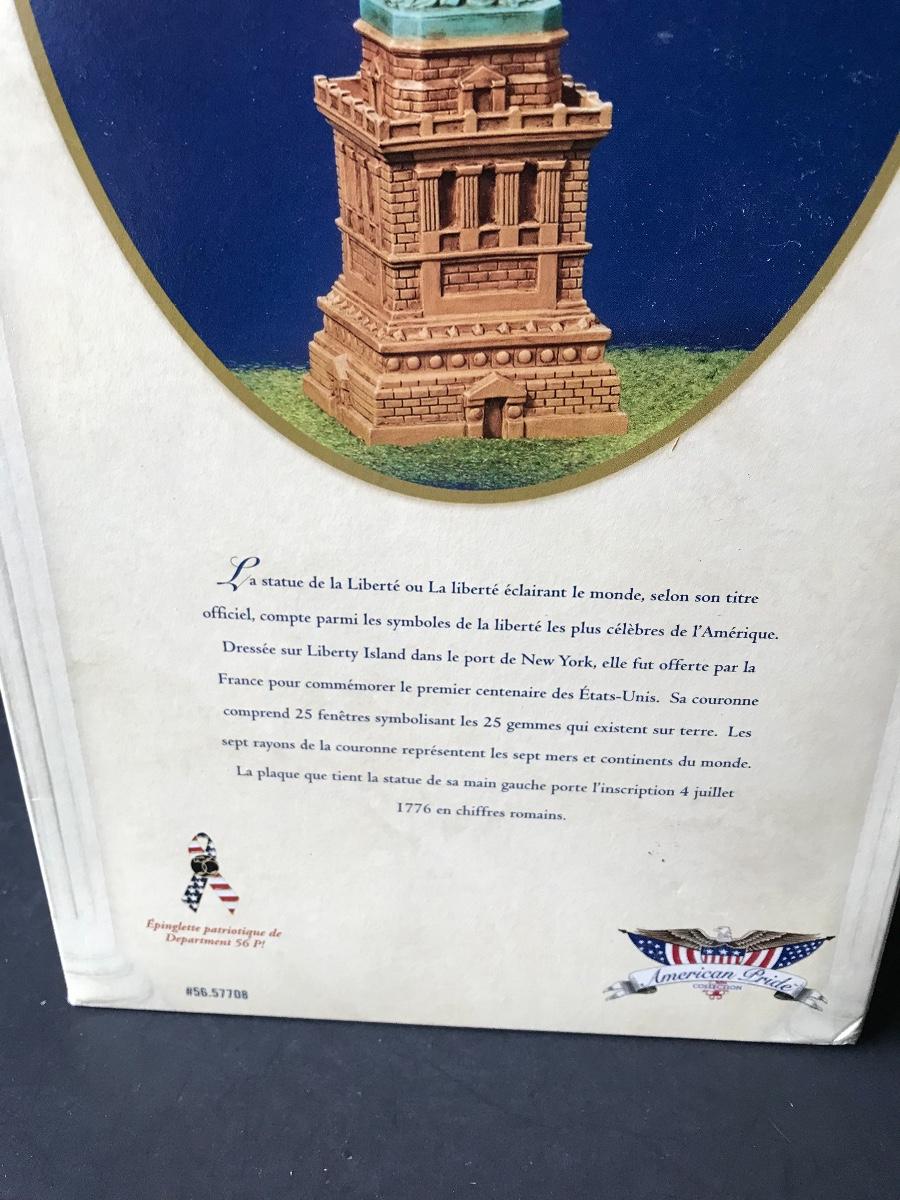 La statue de la Liberté ou La liberté éclairant le monde, selon son titre
officiel, compte parmi les symboles de la liberté les plus célèbres de l'Amérique.
Dressée sur Liberty Island dans le port de New York, elle fut offerte par la
France pour commémorer le premier centenaire des États-Unis. Sa couronne
comprend 25 fenêtres symbolisant les 25 gemmes qui existent sur terre. Les
sept rayons de la couronne représentent les sept mers et continents du monde.
La plaque que tient la statue de sa main gauche porte l'inscription 4 juillet
1776 en chiffres romains.
Épinglette patriotique de
Department 56 P!
#56.57708
American Pride
COLLECTION